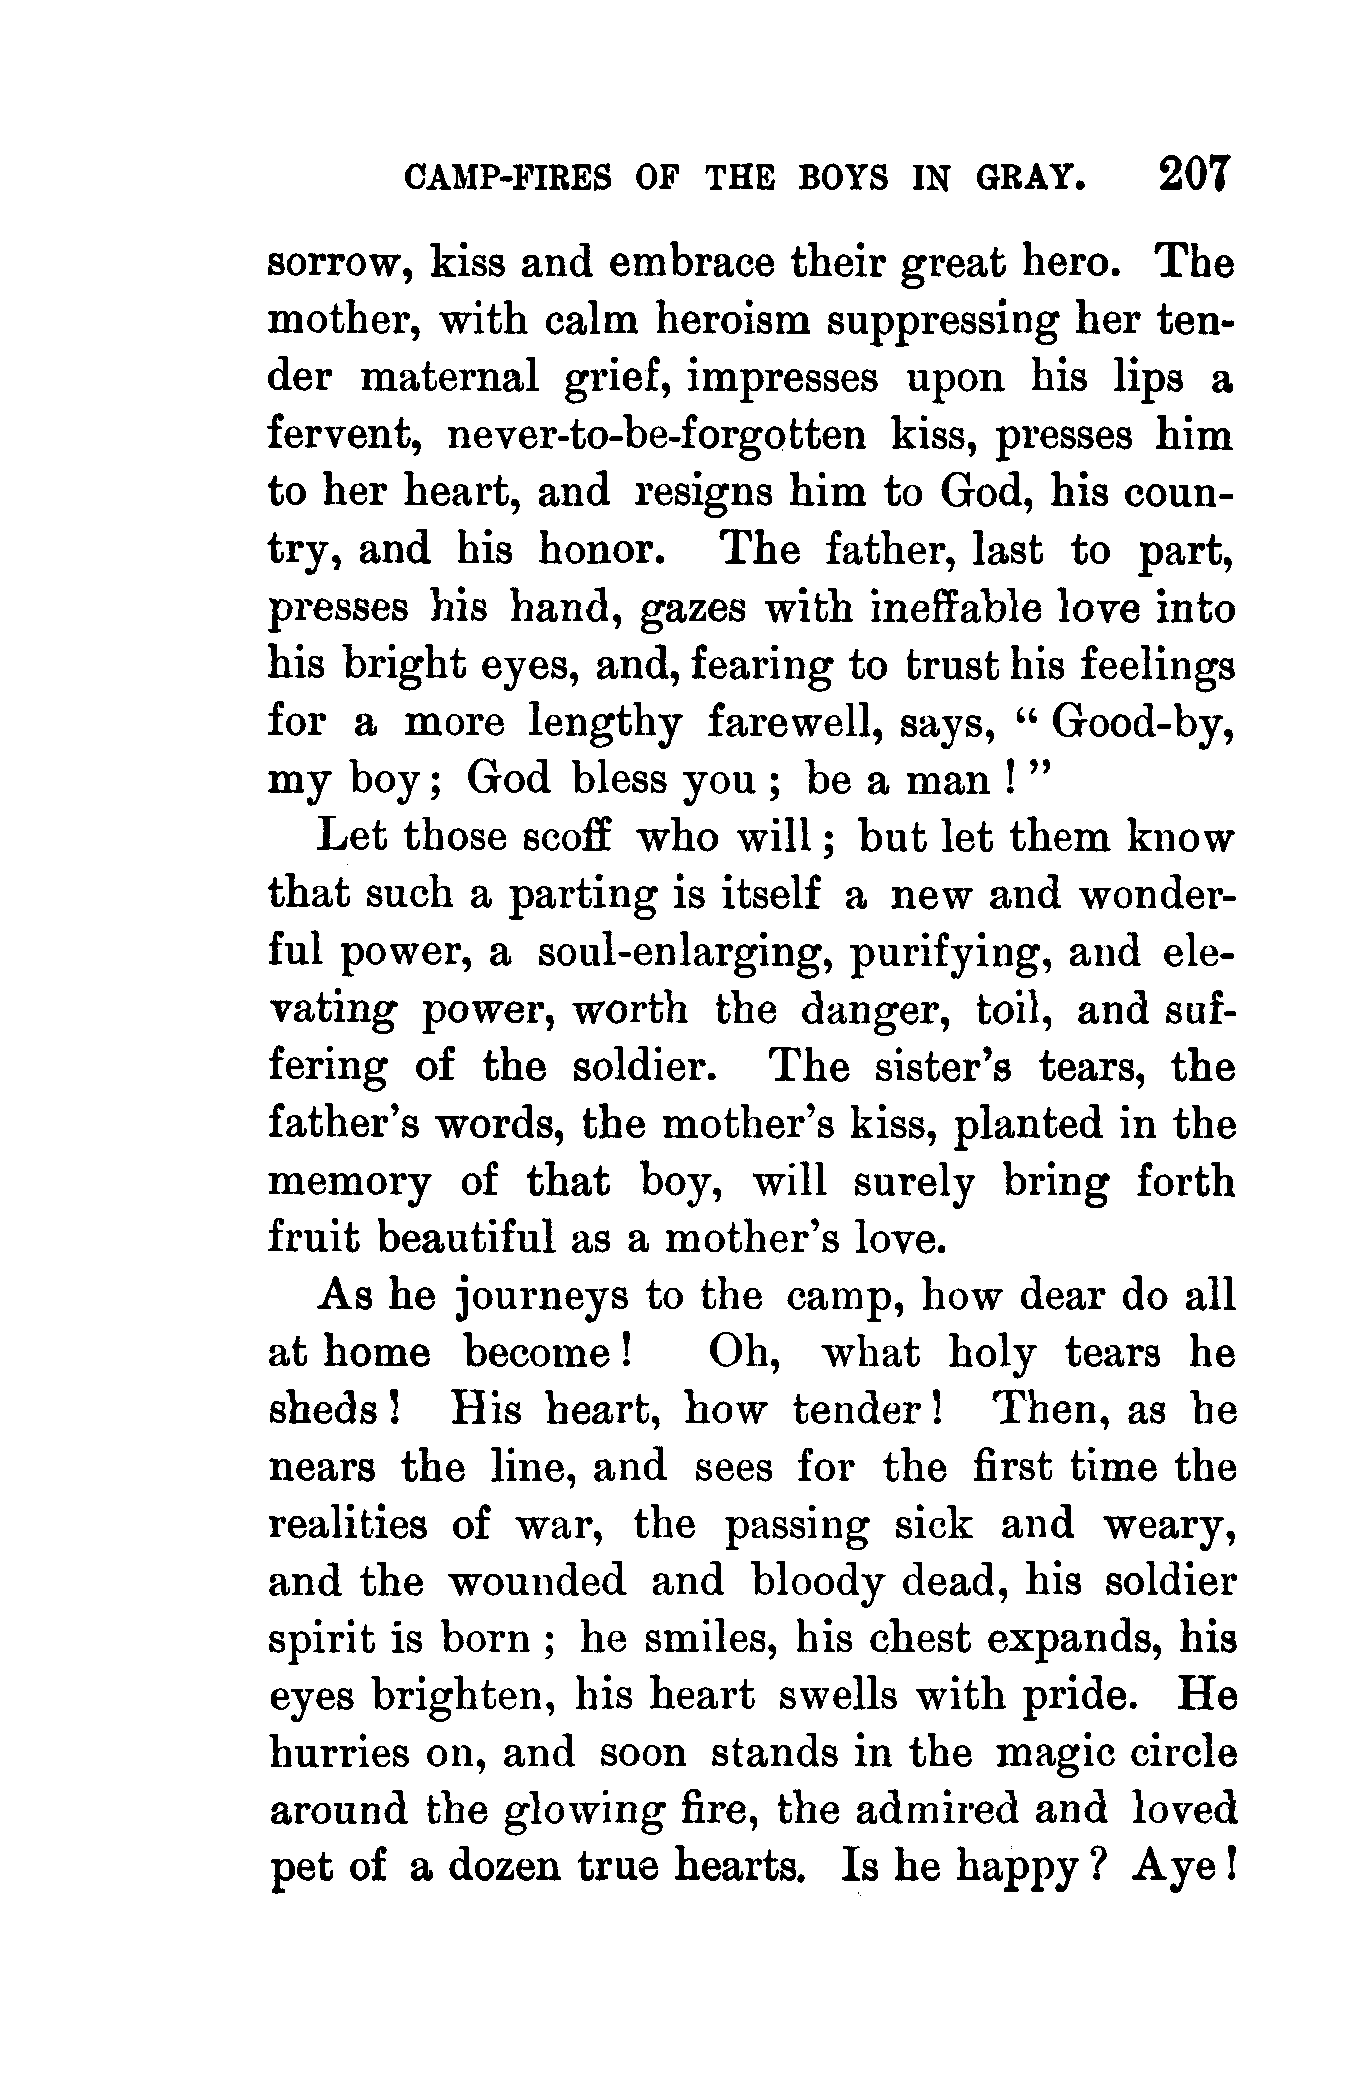 CAMP-FIRES OF THE BOYS IN GRAY. 207
sorrow, kiss and embrace their great hero. The
mother, with calm heroism suppressing her ten-
der maternal grief, impresses upon his lips a
fervent, never-to-be-forgotten kiss, presses him
to her heart, and resigns him to God, his coun-
try, and his honor. The father, last to part,
presses his hand, gazes with ineffable love into
his bright eyes, and, fearing to trust his feelings
for a more lengthy farewell, says, “ Good-by,
my boy ; God bless you ; be a man ! ”
Let those scoff who will ; but let them know
that such a parting is itself a new and wonder-
ful power, a soul-enlarging, purifying, and ele-
vating power, worth the danger, toil, and suf-
fering of the soldier. The sister’s tears, the
father’s words, the mother’s kiss, planted in the
memory of that boy, will surely bring forth
fruit beautiful as a mother’s love.
As he journeys to the camp, how dear do all
at home become ! Oh, what holy tears he
sheds ! His heart, how tender ! Then, as he
nears the line, and sees for the first time the
realities of war, the passing sick and weary,
and the wounded and bloody dead, his soldier
spirit is born ; he smiles, his chest expands, his
eyes brighten, his heart swells with pride. He
hurries on, and soon stands in the magic circle
around the glowing fire, the admired and loved
pet of a dozen true hearts. Is he happy ? Aye !